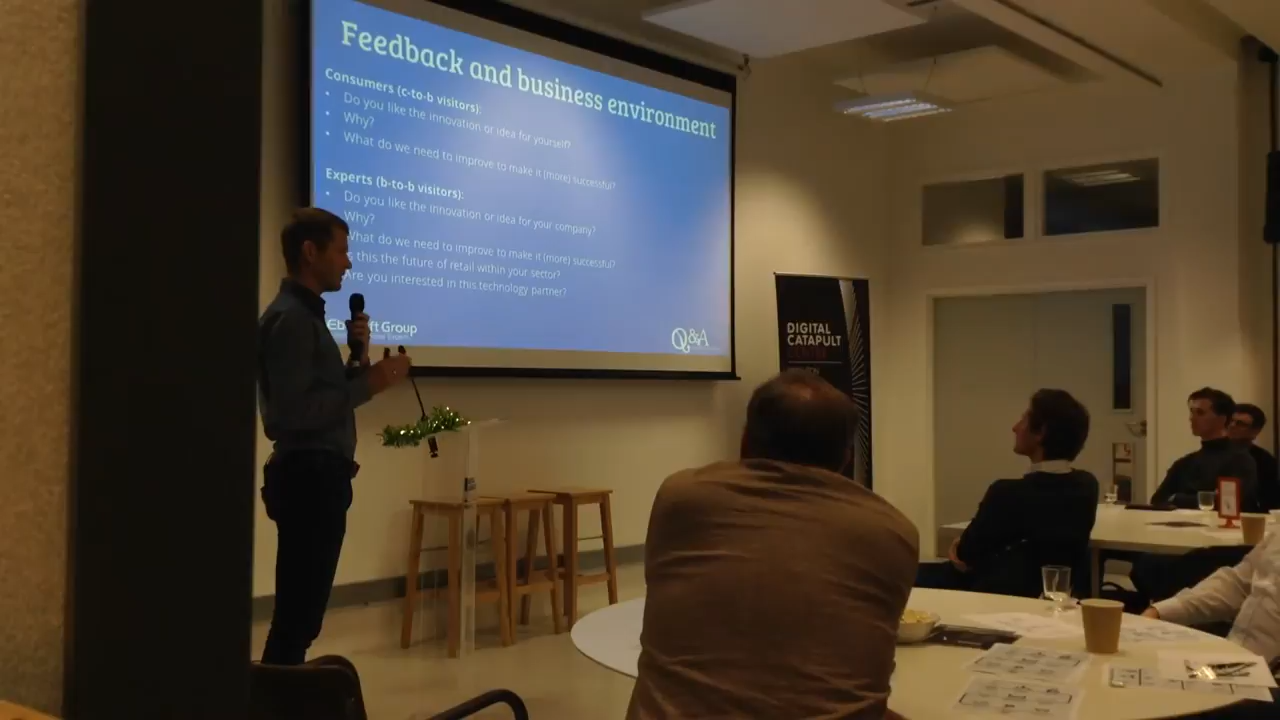 Feedback and business environment
Consumers (c-to-b visitors):
• Do you like the innovation or idea for yourself?
• Why?
• What do we need to improve to make it (more) successful?
Experts (b-to-b visitors):
• Do you like the innovation or idea for your company?
Why?
What do we need to improve to make it (more) successful?
this the future of retail within your sector?
Are you interested in this technology partner?
Group
Q&A
DIGITAL
CATAPULT
CENTRE